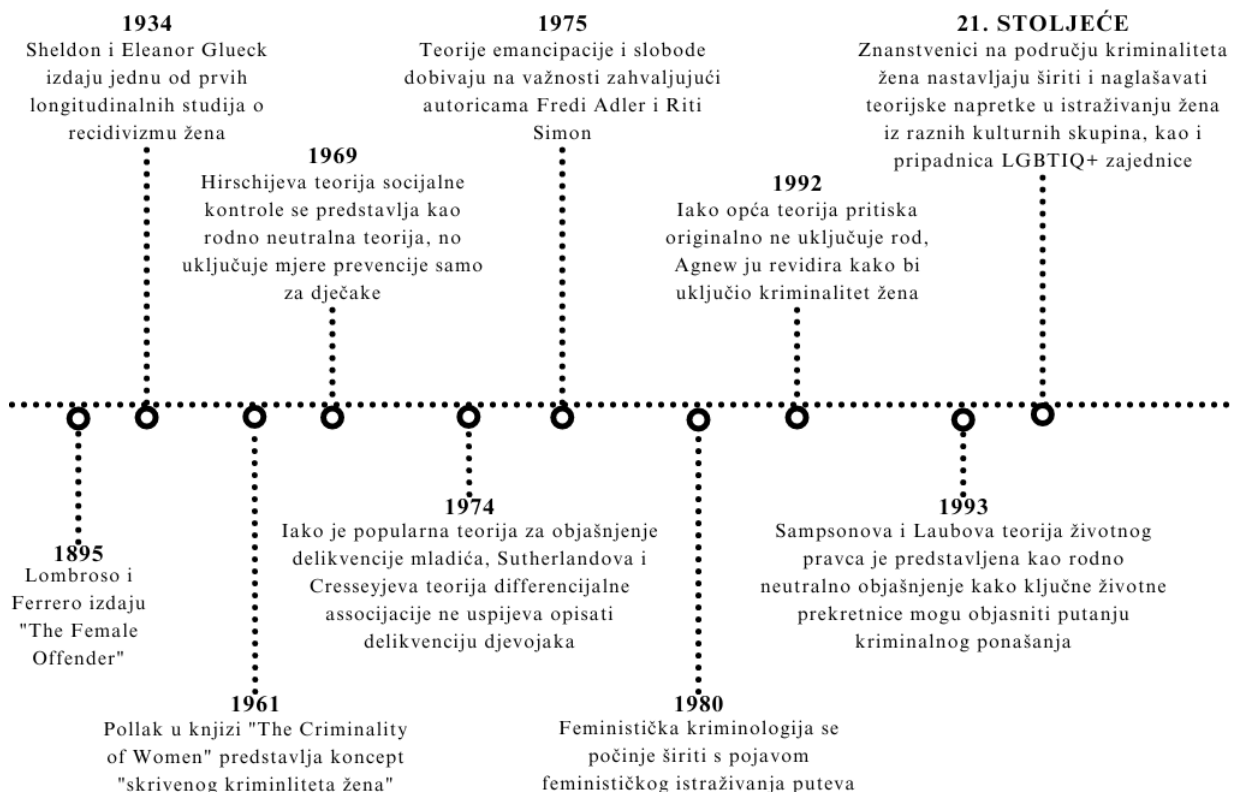 1934
Sheldon i Eleanor Glueck
izdaju jednu od prvih
longitudinalnih studija o
recidivizmu žena
1975
Teorije emancipacije i slobode
dobivaju na važnosti zahvaljujući
autoricama Fredi Adler i Riti
Simon
21. STOLJEĆE
Znanstvenici na području kriminaliteta
žena nastavljaju širiti i naglašavati
teorijske napretke u istraživanju žena
iz raznih kulturnih skupina, kao i
pripadnica LGBTIQ+ zajednice
1969
Hirschijeva teorija socijalne
kontrole se predstavlja kao
rodno neutralna teorija, no
uključuje mjere prevencije samo
za dječake
1992
Iako opća teorija pritiska
originalno ne uključuje rod,
Agnew ju revidira kako bi
uključio kriminalitet žena
1895
Lombroso i
Ferrero izdaju
"The Female
Offender"
1974
Iako je popularna teorija za objašnjenje
delikvencije mladića, Sutherlandova i
Cresseyjeva teorija differencijalne
associjacije ne uspijeva opisati
delikvenciju djevojaka
1993
Sampsonova i Laubova teorija životnog
pravca je predstavljena kao rodno
neutralno objašnjenje kako ključne životne
prekretnice mogu objasniti putanju
kriminalnog ponašanja
1961
Pollak u knjizi "The Criminality
of Women" predstavlja koncept
"skrivenog kriminliteta žena"
1980
Feministička kriminologija se
počinje širiti s pojavom
feminističkog istraživanja puteva